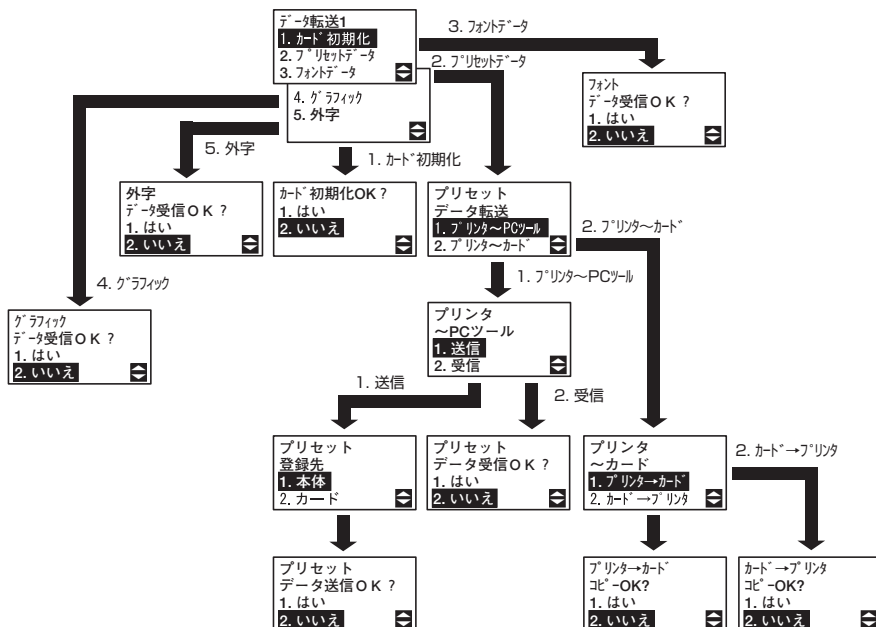 データ転送1
1. カード初期化
2. プリセットデータ
3. フォントデータ
4. グラフィック
5. 外字
3. フォントデータ
2. プリセットデータ
フォント
データ受信OK ?
1. はい
2. いいえ
5. 外字
1. カード初期化
外字
データ受信OK ?
1. はい
2. いいえ
カード初期化OK ?
1. はい
2. いいえ
プリセット
データ転送
1. プリンタ〜PCツール
2. プリンタ〜カード
2. プリンタ〜カード
4. グラフィック
1. プリンタ〜PCツール
グラフィック
データ受信OK ?
1. はい
2. いいえ
プリンタ
〜PCツール
1. 送信
2. 受信
1. 送信
2. 受信
プリセット
登録先
1. 本体
2. カード
プリセット
データ受信OK ?
1. はい
2. いいえ
プリンタ
〜カード
1. プリンタ→カード
2. カード→プリンタ
2. カード→プリンタ
プリセット
データ送信OK ?
1. はい
2. いいえ
プリンタ→カード
コピーOK?
1. はい
2. いいえ
カード→プリンタ
コピーOK?
1. はい
2. いいえ